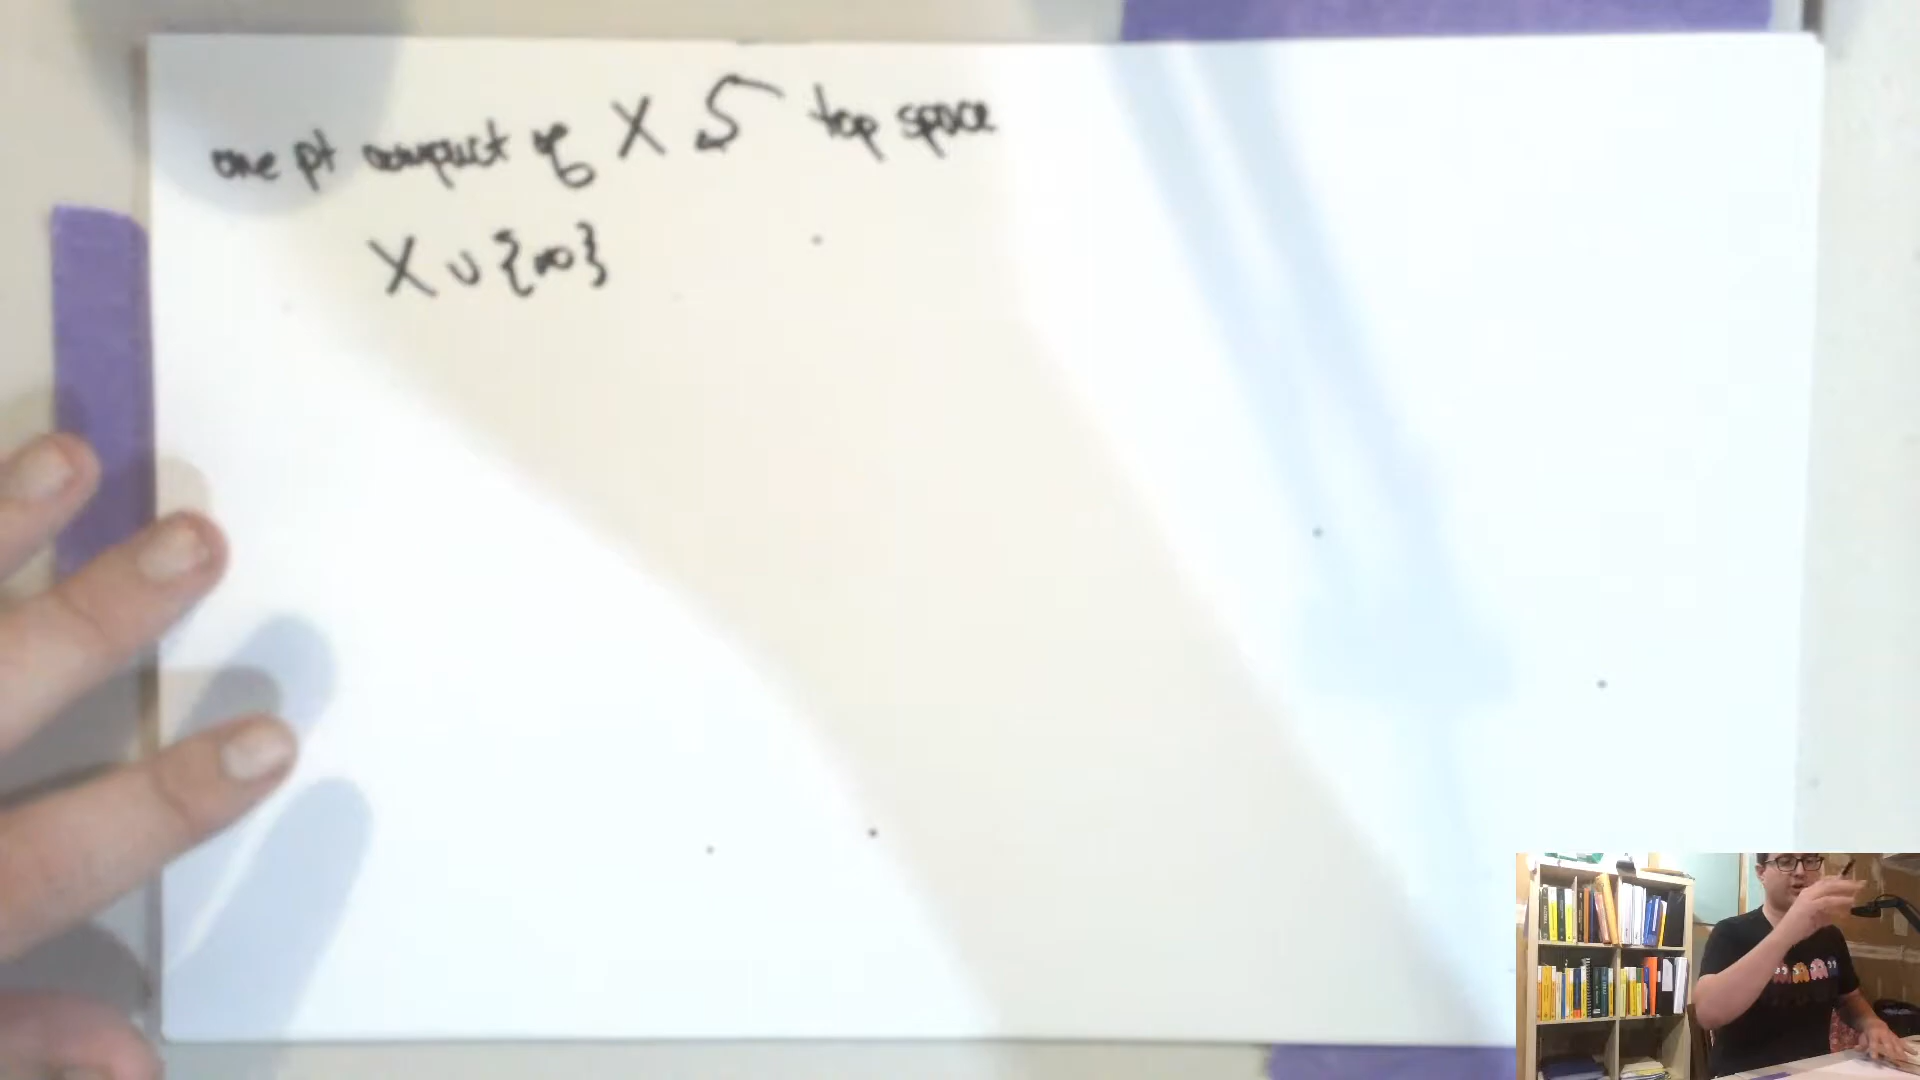 one pt compact of X top space
X ∪ {∞}